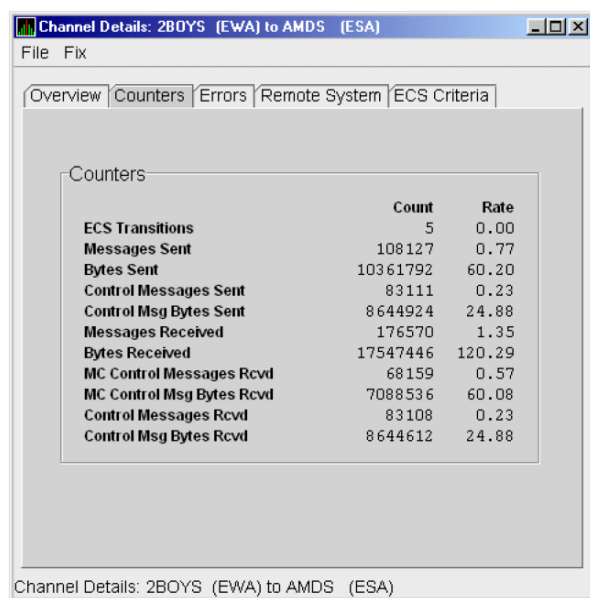 Channel Details: 2BOYS (EWA) to AMDS (ESA)
File Fix
Overview Counters Errors Remote System ECS Criteria
Counters
Count Rate
ECS Transitions 5 0.00
Messages Sent 108127 0.77
Bytes Sent 10361792 60.20
Control Messages Sent 83111 0.23
Control Msg Bytes Sent 8644924 24.88
Messages Received 176570 1.35
Bytes Received 17547446 120.29
MC Control Messages Rcvd 68159 0.57
MC Control Msg Bytes Rcvd 7088536 60.08
Control Messages Rcvd 83108 0.23
Control Msg Bytes Rcvd 8644612 24.88
Channel Details: 2BOYS (EWA) to AMDS (ESA)